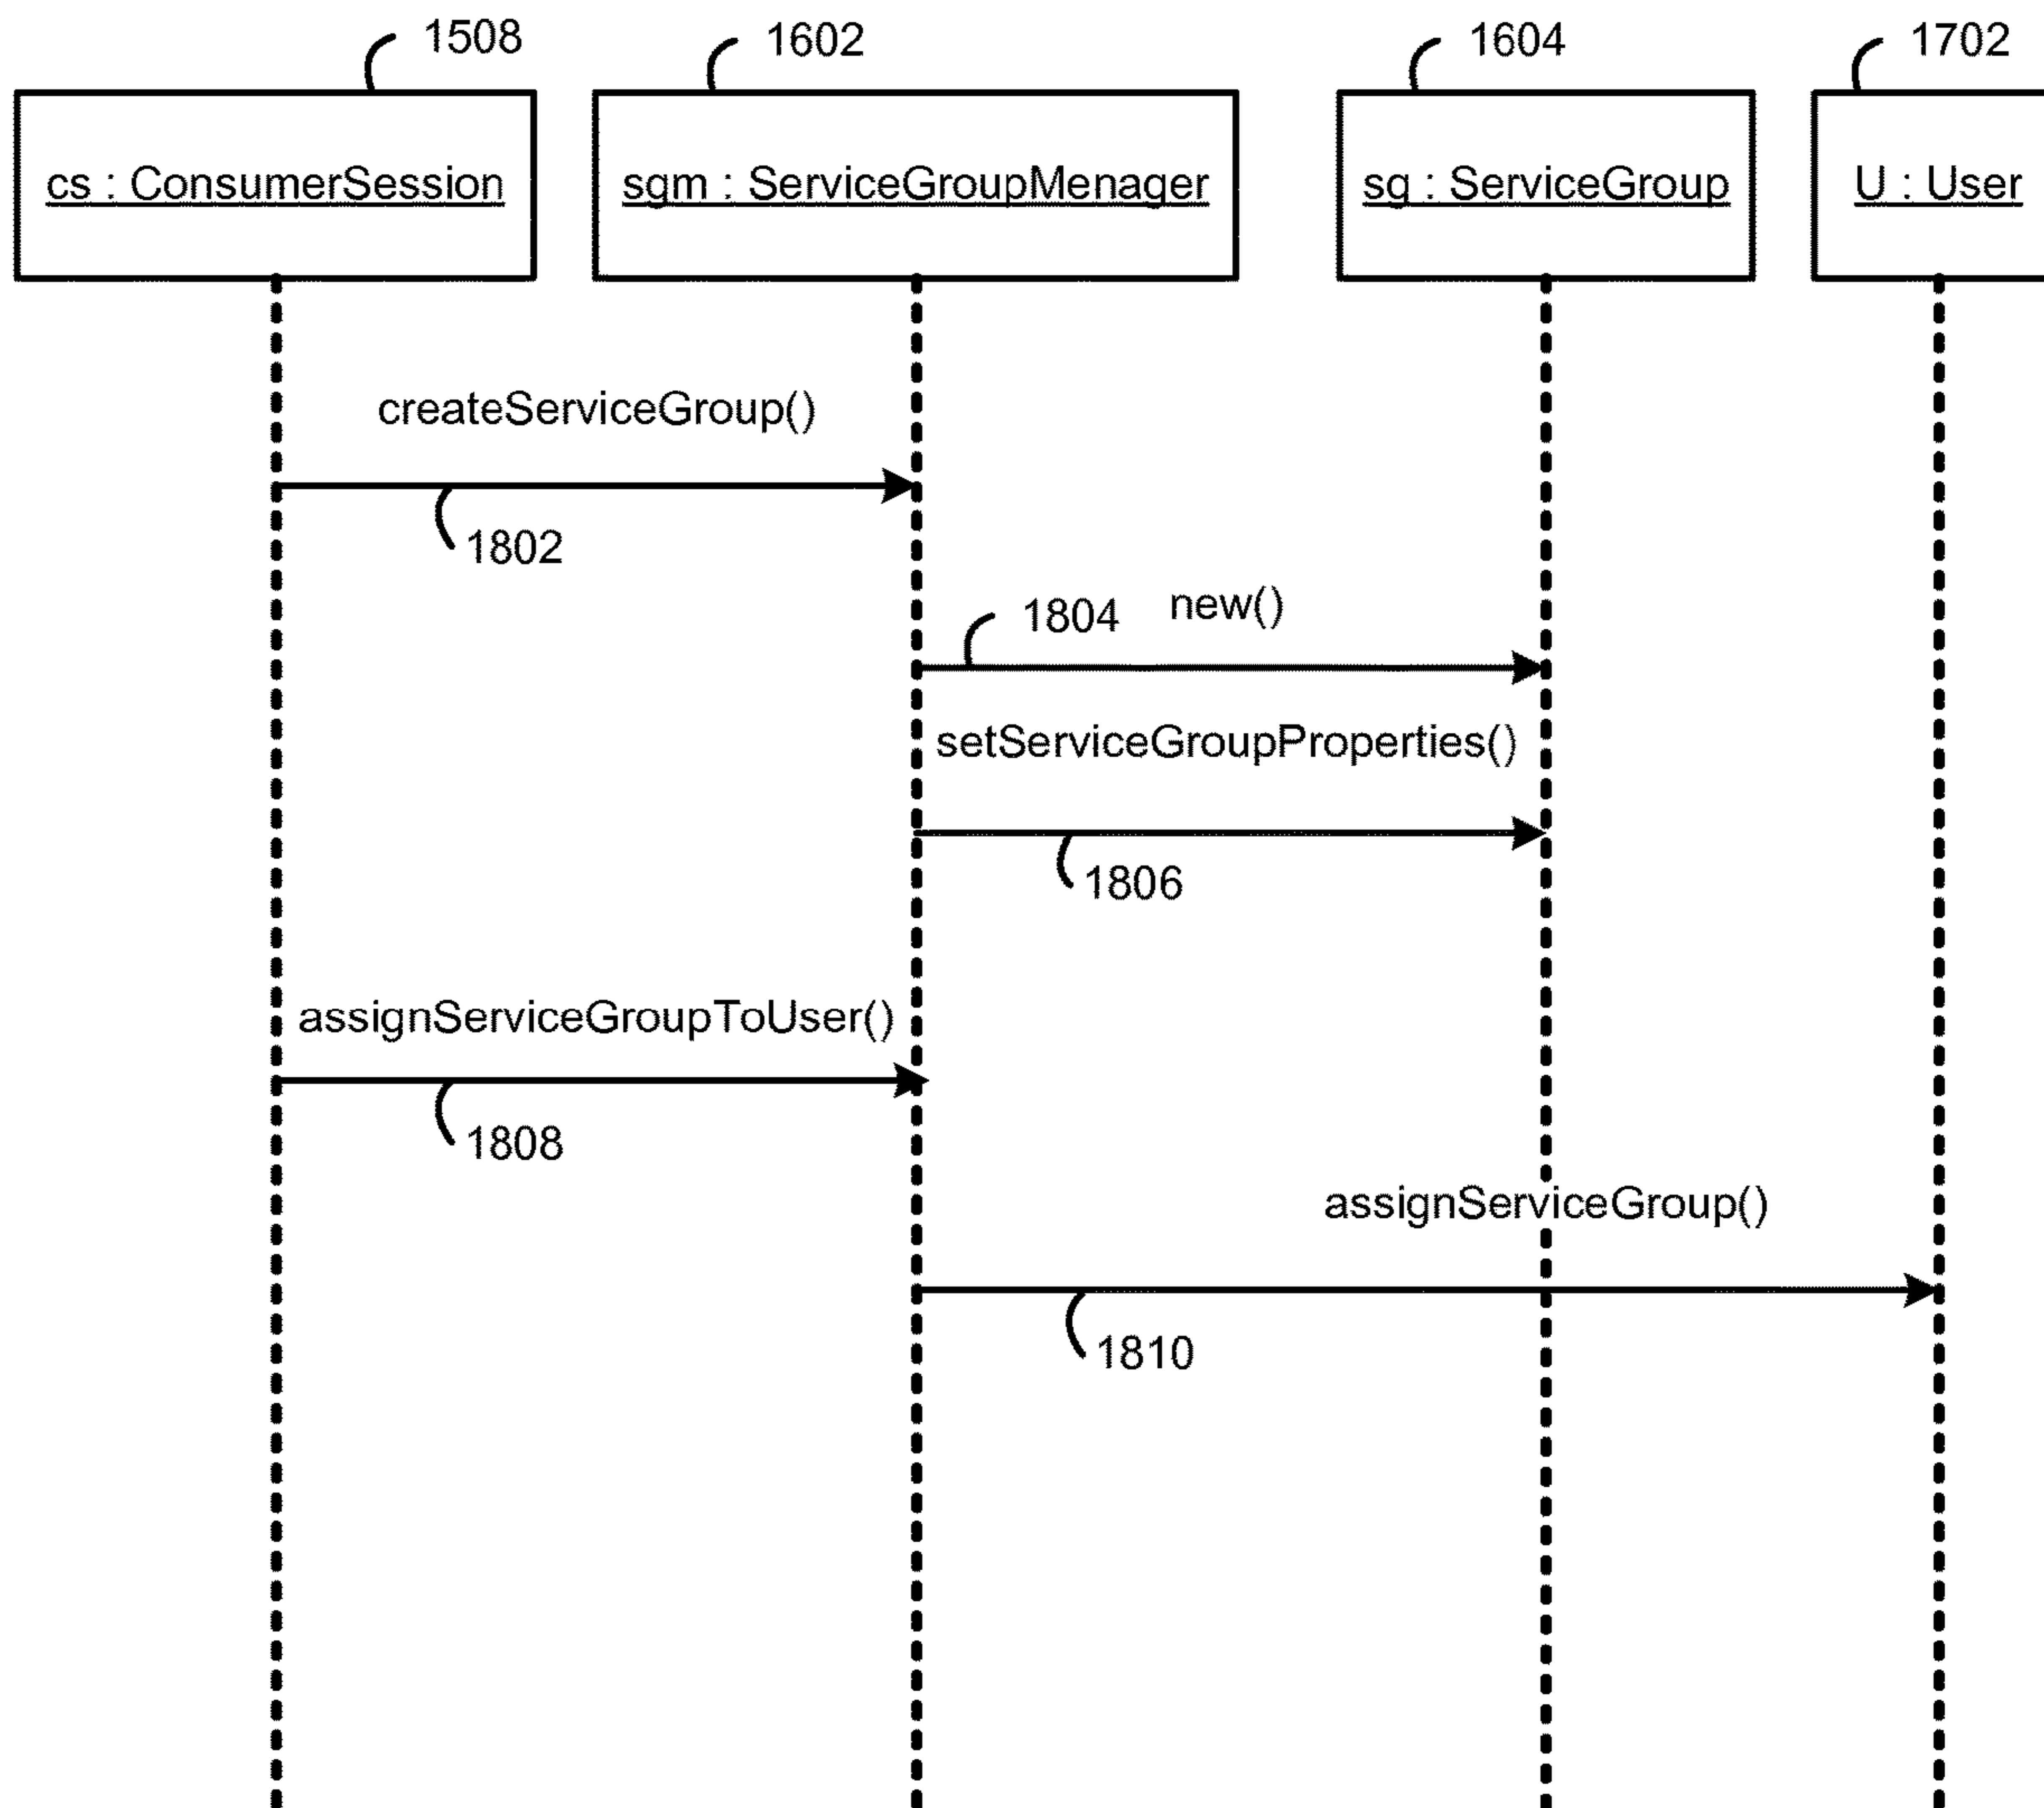 1508
1602
1604
1702
cs : ConsumerSession
sgm : ServiceGroupMenager
sg : ServiceGroup
U : User
createServiceGroup()
1802
1804
new()
setServiceGroupProperties()
1806
assignServiceGroupToUser()
1808
assignServiceGroup()
1810